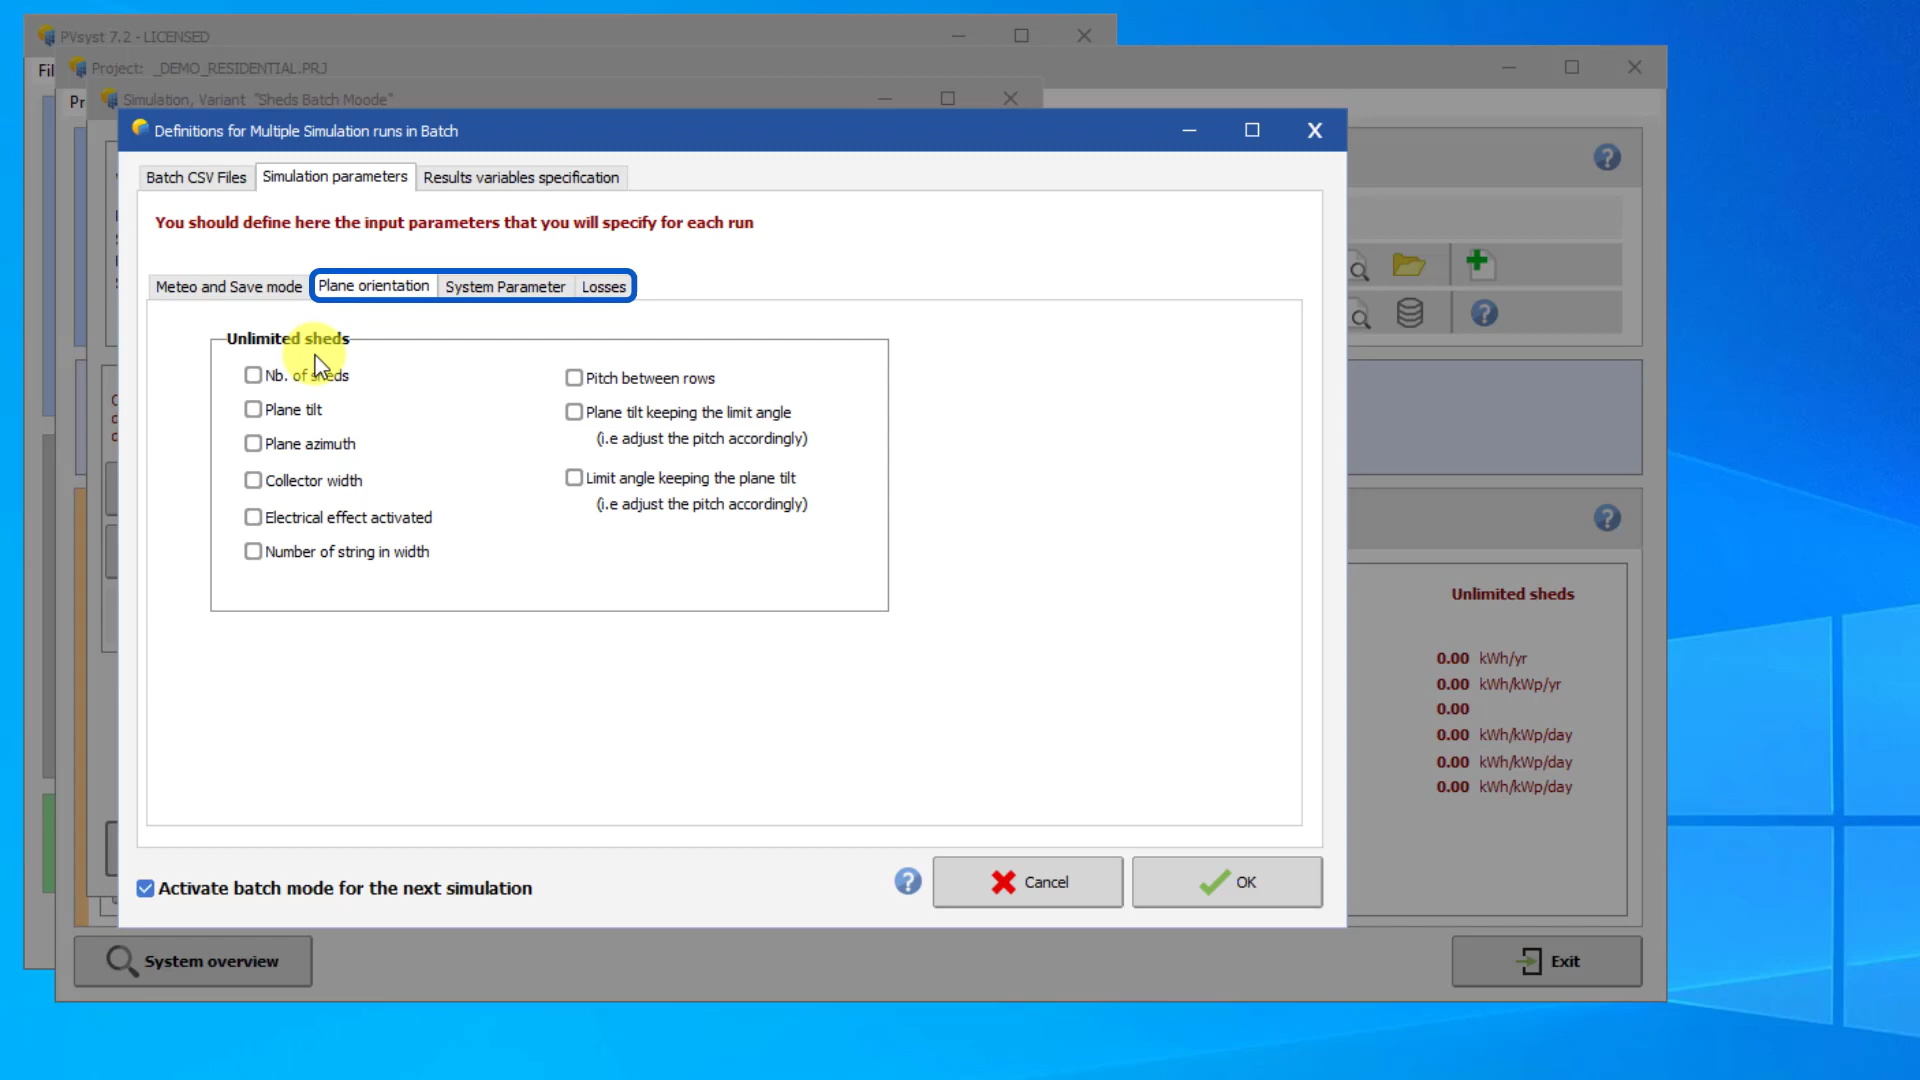 PVsyst 7.2 - LICENSED
Fil
Project: _DEMO_RESIDENTIAL.PRJ
Pr
Simulation, Variant "Sheds Batch Moode"
Definitions for Multiple Simulation runs in Batch
Batch CSV Files
Simulation parameters
Results variables specification
You should define here the input parameters that you will specify for each run
Meteo and Save mode
Plane orientation
System Parameter
Losses
Unlimited sheds
Nb. of sheds
Plane tilt
Plane azimuth
Collector width
Electrical effect activated
Number of string in width
Pitch between rows
Plane tilt keeping the limit angle
(i.e adjust the pitch accordingly)
Limit angle keeping the plane tilt
(i.e adjust the pitch accordingly)
Activate batch mode for the next simulation
Cancel
OK
Unlimited sheds
0.00 kWh/yr
0.00 kWh/kWp/yr
0.00
0.00 kWh/kWp/day
0.00 kWh/kWp/day
0.00 kWh/kWp/day
System overview
Exit